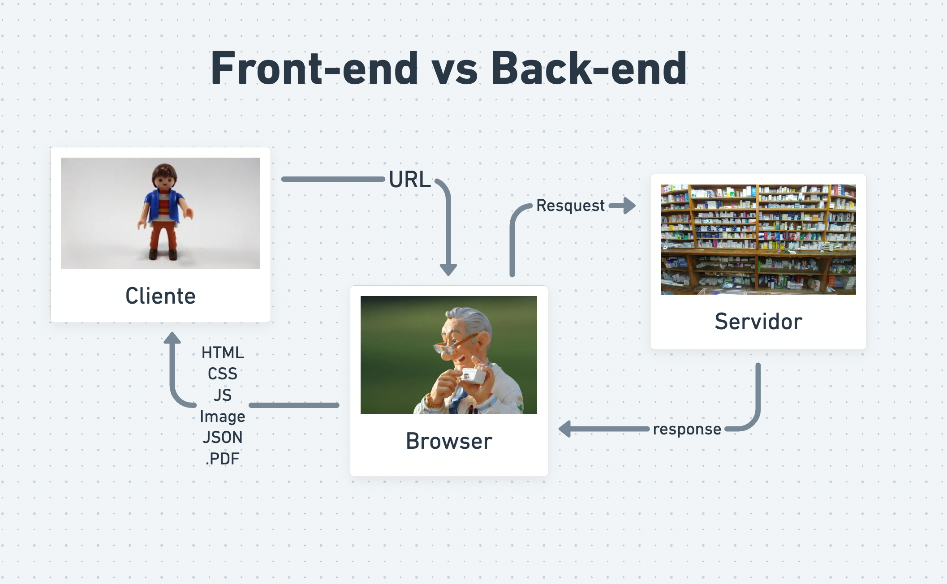 Front-end vs Back-end
URL
Resquest
Cliente
Servidor
HTML
CSS
JS
Image
JSON
.PDF
Browser
response